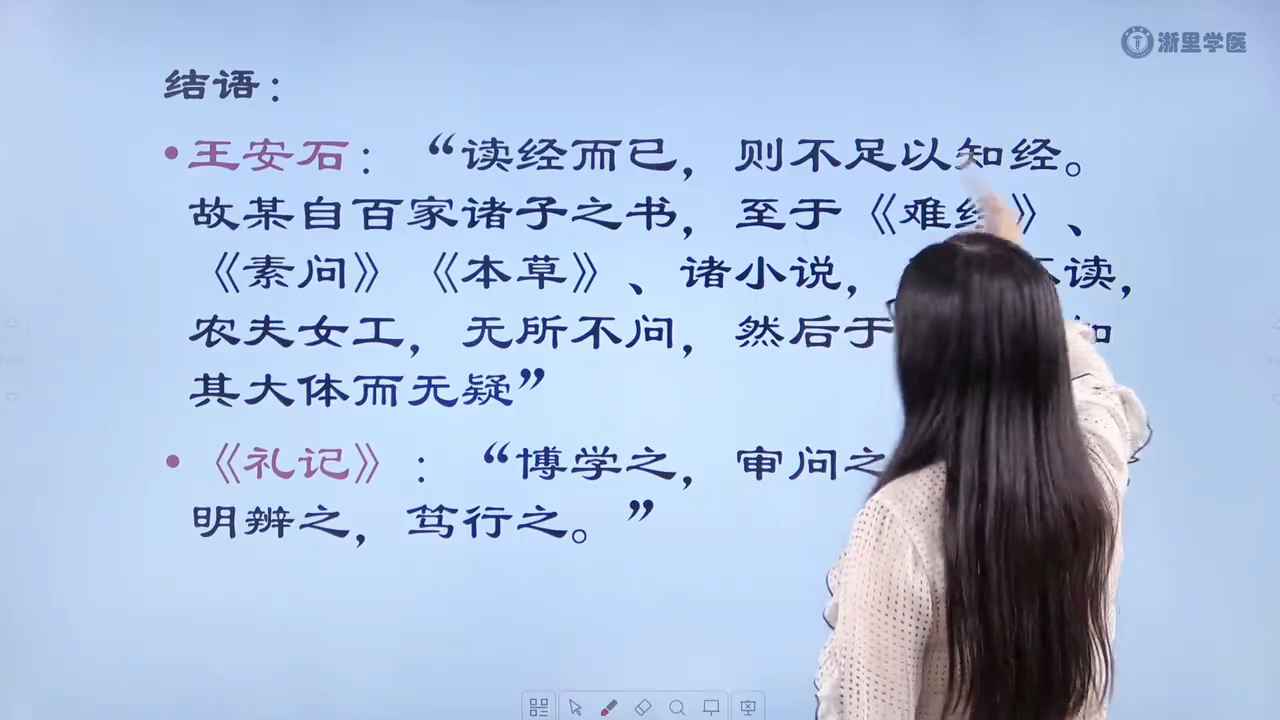 浙里学医
结语：
•王安石：“读经而已，则不足以知经。
故某自百家诸子之书，至于《难经》、
《素问》《本草》、诸小说，读，
农夫女工，无所不问，然后于知
其大体而无疑”
•《礼记》：“博学之，审问之
明辨之，笃行之。”